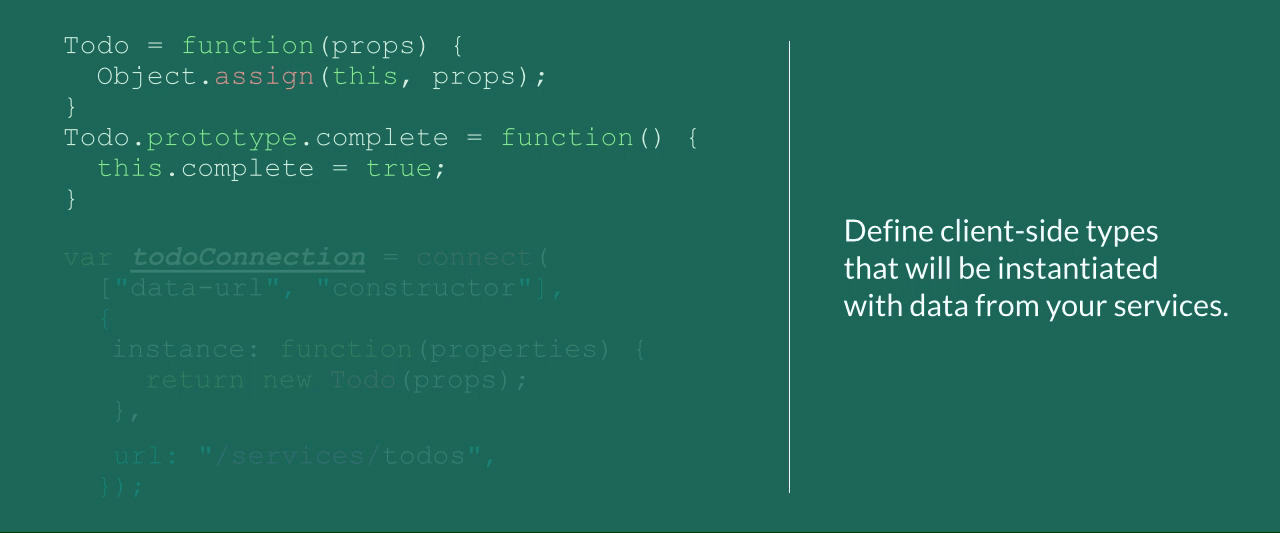 Todo = function(props) {
  Object.assign(this, props);
}
Todo.prototype.complete = function() {
  this.complete = true;
}
var todoConnection = connect(
  ["data-url", "constructor"],
  {
   instance: function(properties) {
     return new Todo(props);
   },
   url: "/services/todos",
  });
Define client-side types
that will be instantiated
with data from your services.